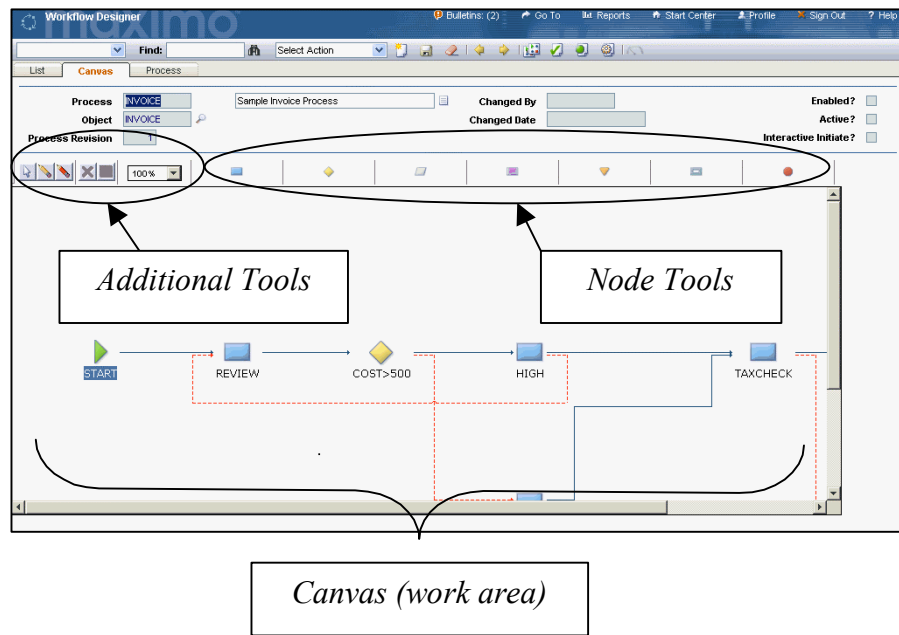 Workflow Designer
maximo
Bulletins: (2) Go To Reports Start Center Profile Sign Out ? Help
Find: Select Action
List Canvas Process
Process INVOICE Sample Invoice Process Changed By Enabled?
Object INVOICE Changed Date Active?
Process Revision 1 Interactive Initiate?
100%
Additional Tools Node Tools
START REVIEW COST>500 HIGH TAXCHECK
Canvas (work area)